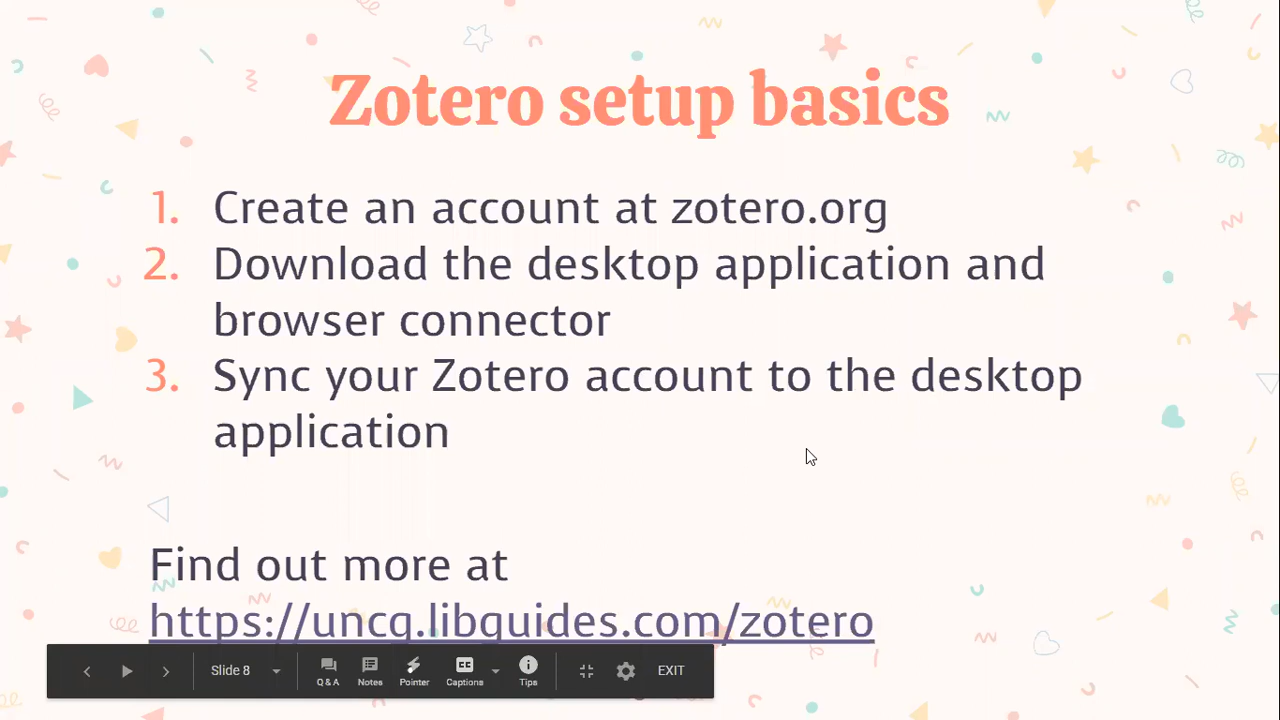 Zotero setup basics
1. Create an account at zotero.org
2. Download the desktop application and
browser connector
3. Sync your Zotero account to the desktop
application
Find out more at
https://uncg.libguides.com/zotero
Slide 8
Q & A
Notes
Pointer
CC
Captions
Tips
EXIT